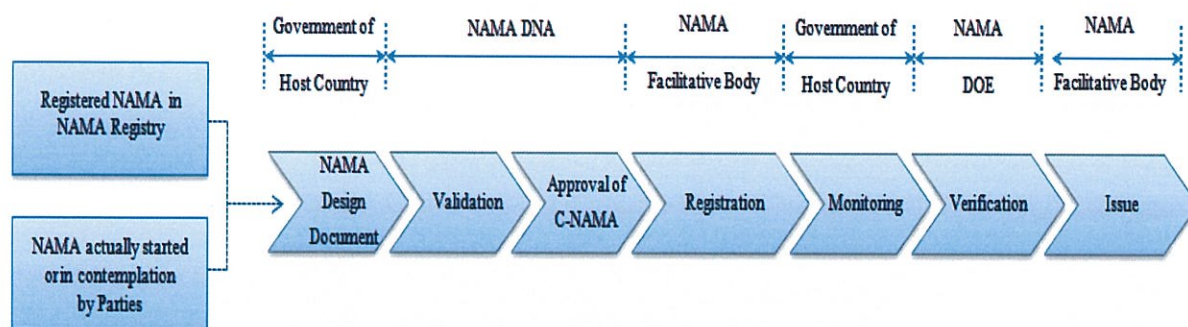 Government of
Host Country
NAMA DNA
NAMA
Facilitative Body
Government of
Host Country
NAMA
DOE
NAMA
Facilitative Body
Registered NAMA in
NAMA Registry
NAMA actually started
orin contemplation
by Parties
NAMA
Design
Document
Validation
Approval of
C-NAMA
Registration
Monitoring
Verification
Issue